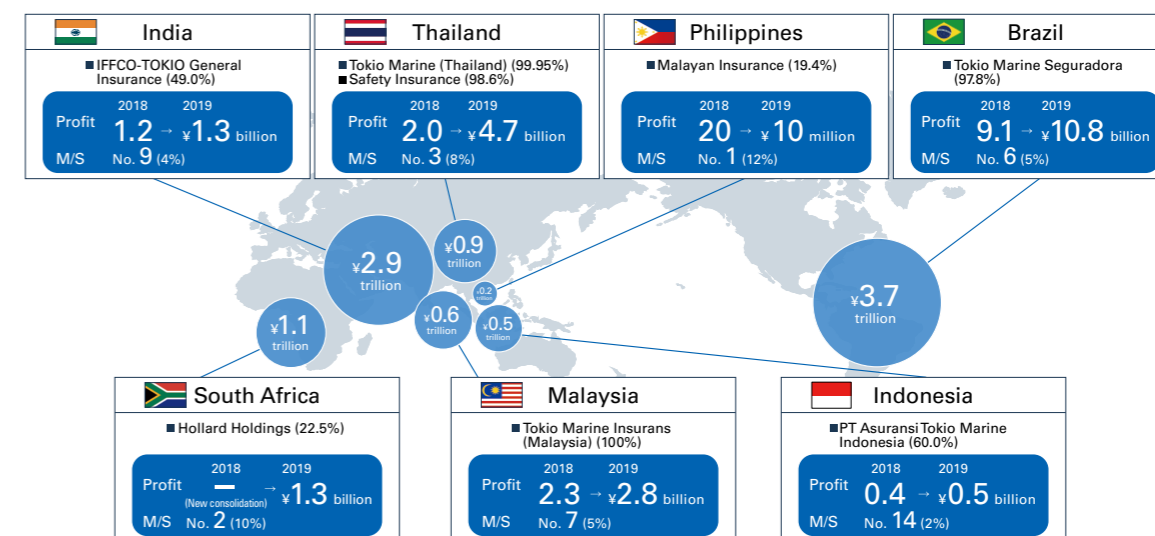 India
■IFFCO-TOKIO General
Insurance (49.0%)
2018 2019
Profit 1.2 → ¥1.3 billion
M/S No. 9 (4%)
Thailand
■Tokio Marine (Thailand) (99.95%)
■Safety Insurance (98.6%)
2018 2019
Profit 2.0 → ¥4.7 billion
M/S No. 3 (8%)
Philippines
■Malayan Insurance (19.4%)
2018 2019
Profit 20 → ¥10 million
M/S No. 1 (12%)
Brazil
■Tokio Marine Seguradora
(97.8%)
2018 2019
Profit 9.1 → ¥10.8 billion
M/S No. 6 (5%)
¥2.9
trillion
¥0.9
trillion
¥0.2
trillion
¥0.6
trillion
¥0.5
trillion
¥1.1
trillion
¥3.7
trillion
South Africa
■Hollard Holdings (22.5%)
2018 2019
Profit — → ¥1.3 billion
(New consolidation)
M/S No. 2 (10%)
Malaysia
■Tokio Marine Insurans
(Malaysia) (100%)
2018 2019
Profit 2.3 → ¥2.8 billion
M/S No. 7 (5%)
Indonesia
■PT Asuransi Tokio Marine
Indonesia (60.0%)
2018 2019
Profit 0.4 → ¥0.5 billion
M/S No. 14 (2%)